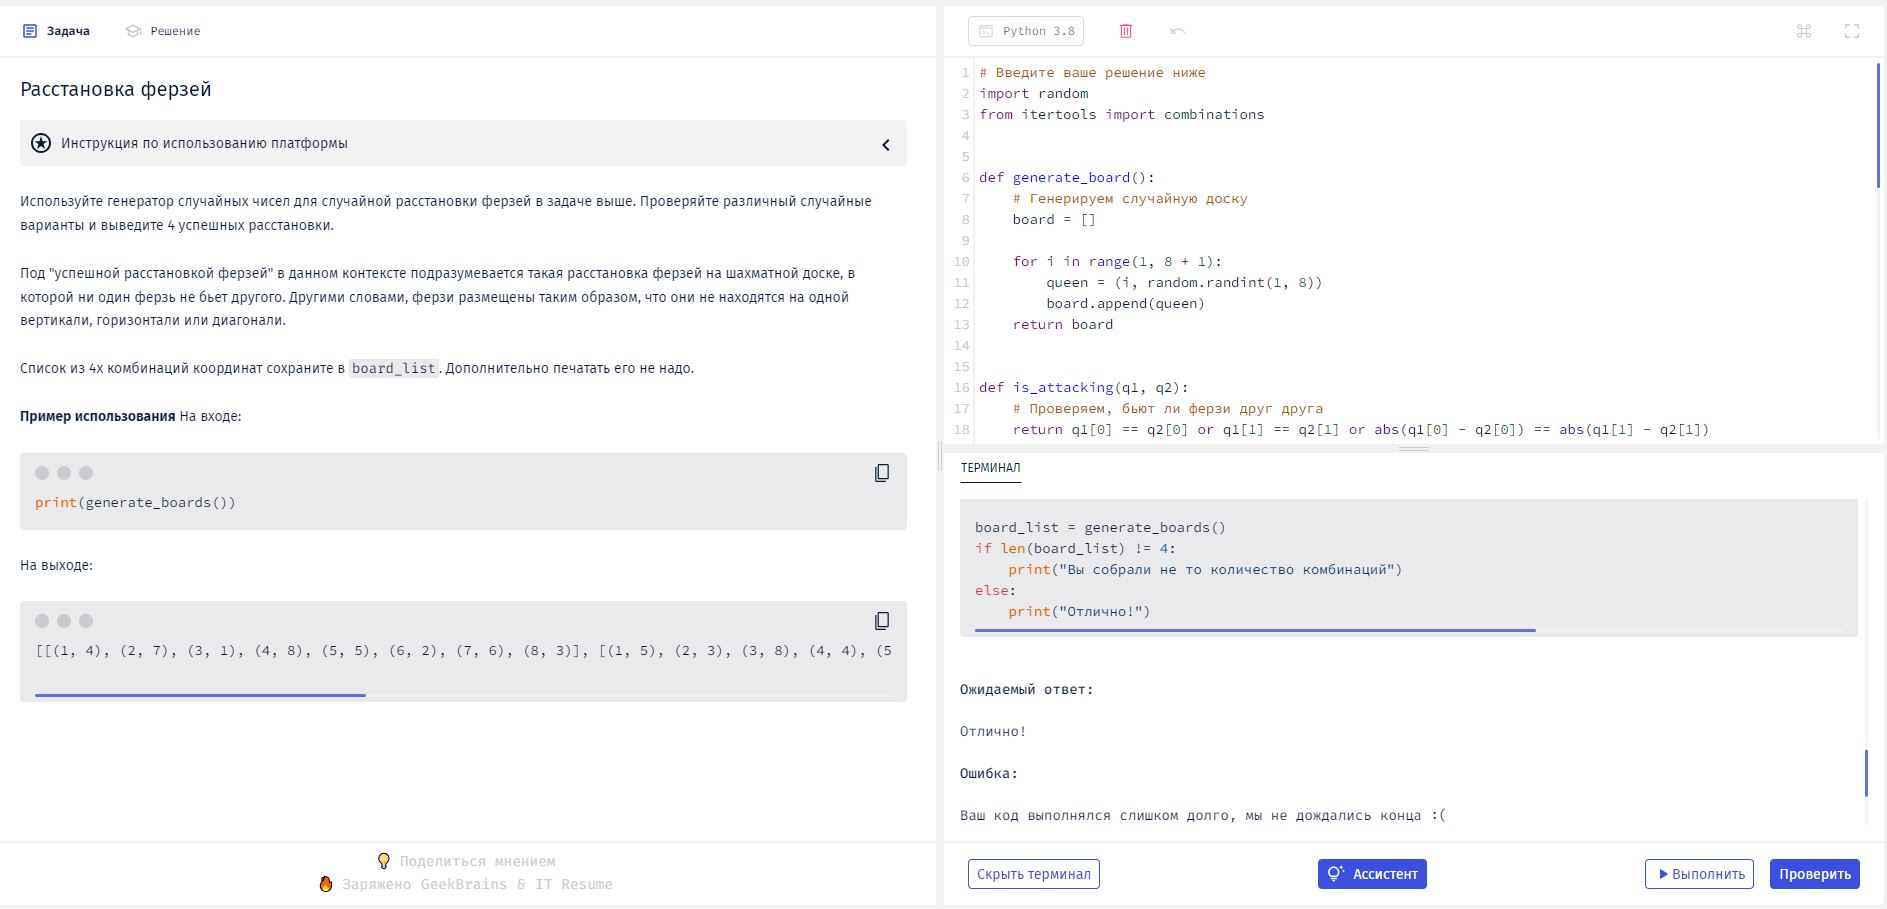 Задача
Решение
Расстановка ферзей
Инструкция по использованию платформы
Используйте генератор случайных чисел для случайной расстановки ферзей в задаче выше. Проверяйте различный случайные
варианты и выведите 4 успешных расстановки.
Под "успешной расстановкой ферзей" в данном контексте подразумевается такая расстановка ферзей на шахматной доске, в
которой ни один ферзь не бьет другого. Другими словами, ферзи размещены таким образом, что они не находятся на одной
вертикали, горизонтали или диагонали.
Список из 4х комбинаций координат сохраните в board_list. Дополнительно печатать его не надо.
Пример использования На входе:
print(generate_boards())
На выходе:
[[(1, 4), (2, 7), (3, 1), (4, 8), (5, 5), (6, 2), (7, 6), (8, 3)], [(1, 5), (2, 3), (3, 8), (4, 4), (5
Поделиться мнением
Заряжено GeekBrains & IT Resume
Python 3.8
1 # Введите ваше решение ниже
2 import random
3 from itertools import combinations
4
5
6 def generate_board():
7     # Генерируем случайную доску
8     board = []
9
10     for i in range(1, 8 + 1):
11         queen = (i, random.randint(1, 8))
12         board.append(queen)
13     return board
14
15
16 def is_attacking(q1, q2):
17     # Проверяем, бьют ли ферзи друг друга
18     return q1[0] == q2[0] or q1[1] == q2[1] or abs(q1[0] - q2[0]) == abs(q1[1] - q2[1])
ТЕРМИНАЛ
board_list = generate_boards()
if len(board_list) != 4:
    print("Вы собрали не то количество комбинаций")
else:
    print("Отлично!")
Ожидаемый ответ:
Отлично!
Ошибка:
Ваш код выполнялся слишком долго, мы не дождались конца :(
Скрыть терминал
Ассистент
Выполнить
Проверить